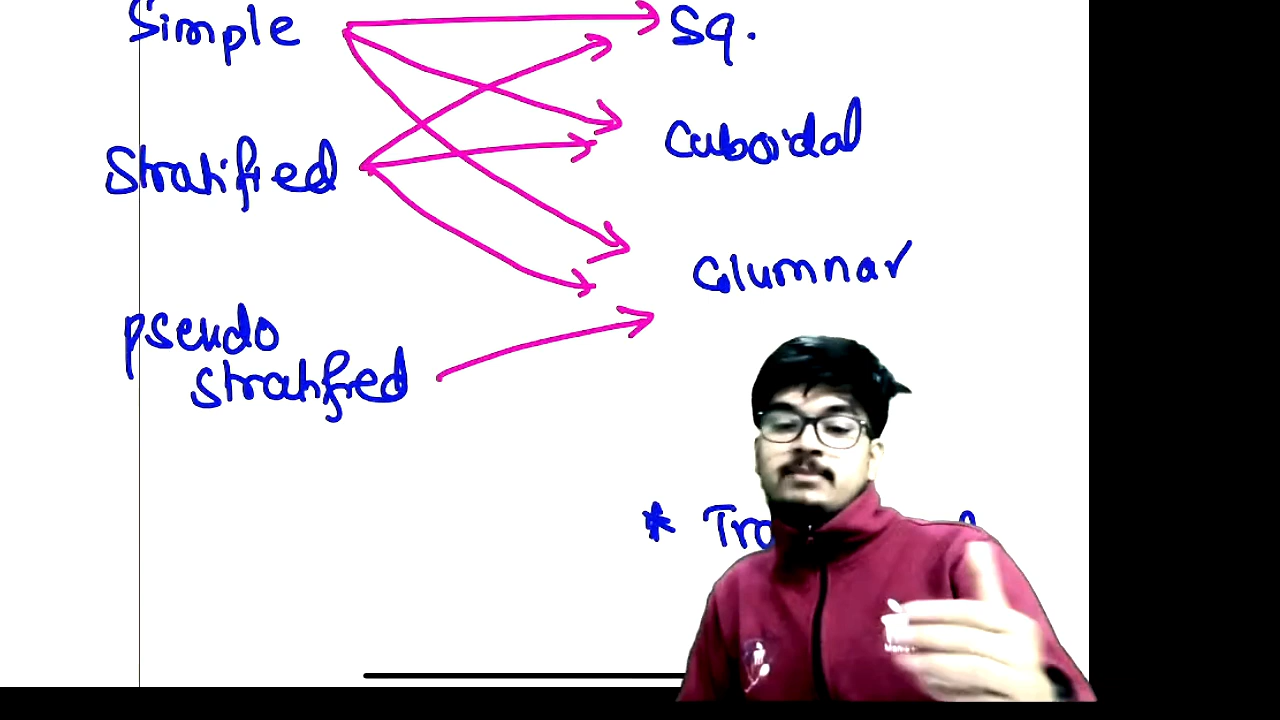 Simple
Sq.
Stratified
Cuboidal
Columnar
pseudo
stratified
*